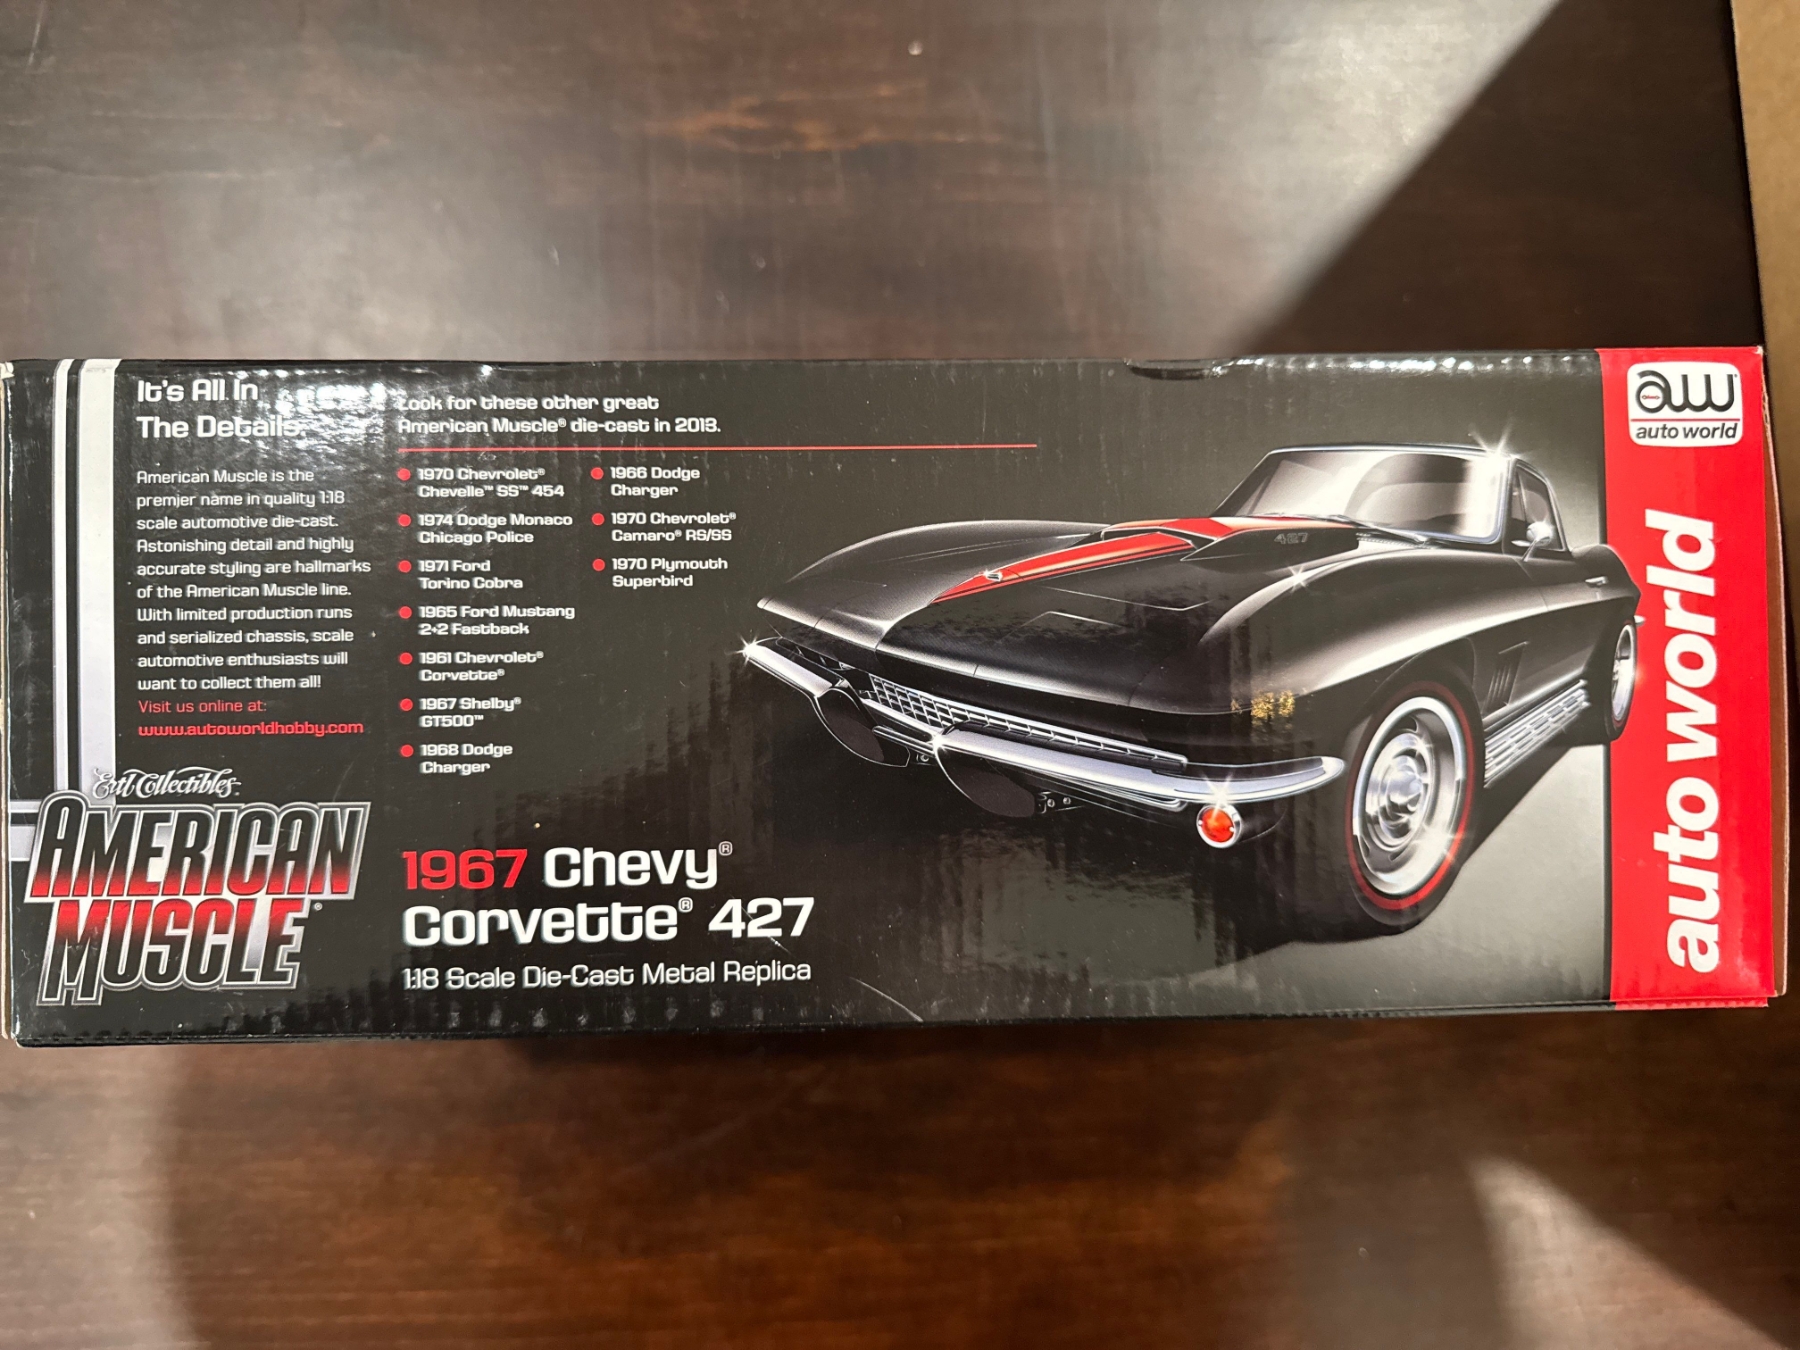 It's All In
The Details
American Muscle is the
premier name in quality 1:18
scale automotive die-cast.
Astonishing detail and highly
accurate styling are hallmarks
of the American Muscle line.
With limited production runs
and serialized chassis, scale
automotive enthusiasts will
want to collect them all!
Visit us online at:
www.autoworldhobby.com
Ertl Collectibles™
AMERICAN
MUSCLE®
Look for these other great
American Muscle® die-cast in 2013.
1970 Chevrolet®
Chevelle™ SS™ 454
1974 Dodge Monaco
Chicago Police
1971 Ford
Torino Cobra
1965 Ford Mustang
2+2 Fastback
1961 Chevrolet®
Corvette®
1967 Shelby®
GT500™
1968 Dodge
Charger
1966 Dodge
Charger
1970 Chevrolet®
Camaro® RS/SS
1970 Plymouth
Superbird
1967 Chevy®
Corvette® 427
1:18 Scale Die-Cast Metal Replica
427
aw
auto world
auto world